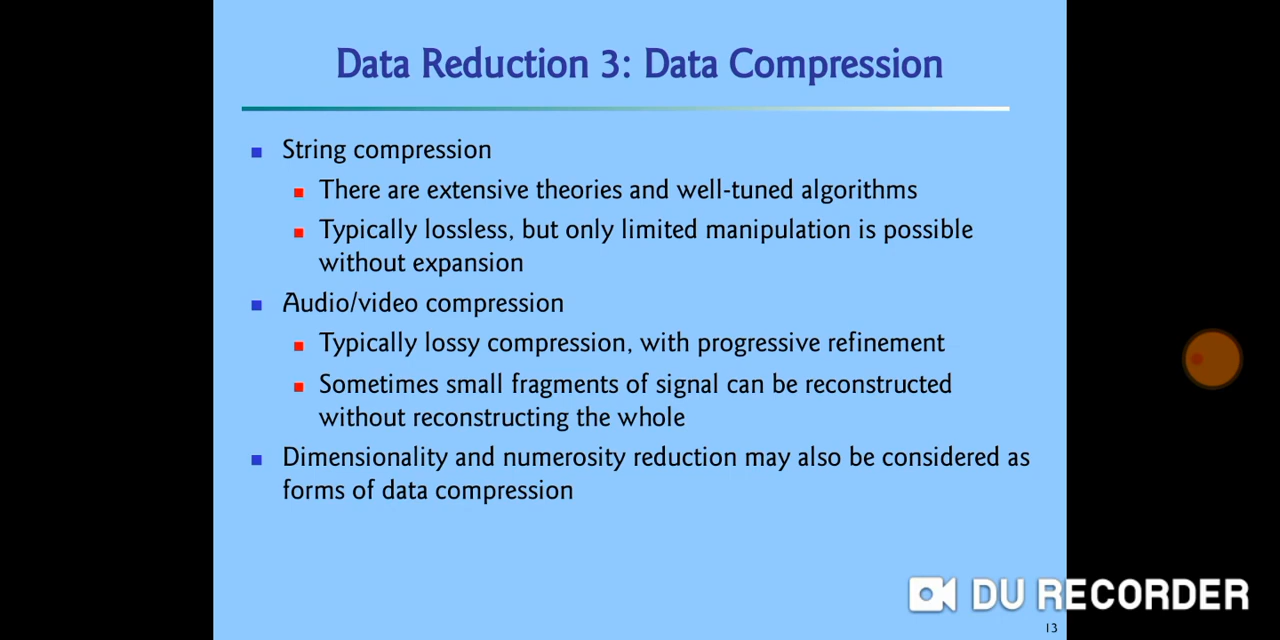 Data Reduction 3: Data Compression
String compression
There are extensive theories and well-tuned algorithms
Typically lossless, but only limited manipulation is possible
without expansion
Audio/video compression
Typically lossy compression, with progressive refinement
Sometimes small fragments of signal can be reconstructed
without reconstructing the whole
Dimensionality and numerosity reduction may also be considered as
forms of data compression
DU RECORDER
13